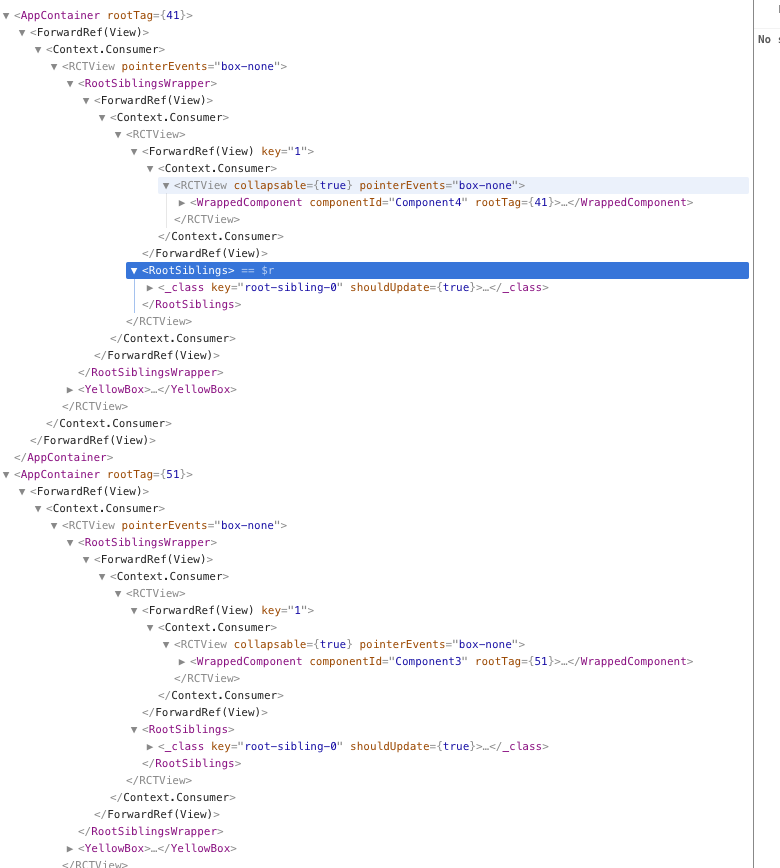 ▼ <AppContainer rootTag={41}>
▼ <ForwardRef(View)>
▼ <Context.Consumer>
▼ <RCTView pointerEvents="box-none">
▼ <RootSiblingsWrapper>
▼ <ForwardRef(View)>
▼ <Context.Consumer>
▼ <RCTView>
▼ <ForwardRef(View) key="1">
▼ <Context.Consumer>
▼ <RCTView collapsable={true} pointerEvents="box-none">
▶ <WrappedComponent componentId="Component4" rootTag={41}>…</WrappedComponent>
</RCTView>
</Context.Consumer>
</ForwardRef(View)>
▼ <RootSiblings> == $r
▶ <_class key="root-sibling-0" shouldUpdate={true}>…</_class>
</RootSiblings>
</RCTView>
</Context.Consumer>
</ForwardRef(View)>
</RootSiblingsWrapper>
▶ <YellowBox>…</YellowBox>
</RCTView>
</Context.Consumer>
</ForwardRef(View)>
</AppContainer>
▼ <AppContainer rootTag={51}>
▼ <ForwardRef(View)>
▼ <Context.Consumer>
▼ <RCTView pointerEvents="box-none">
▼ <RootSiblingsWrapper>
▼ <ForwardRef(View)>
▼ <Context.Consumer>
▼ <RCTView>
▼ <ForwardRef(View) key="1">
▼ <Context.Consumer>
▼ <RCTView collapsable={true} pointerEvents="box-none">
▶ <WrappedComponent componentId="Component3" rootTag={51}>…</WrappedComponent>
</RCTView>
</Context.Consumer>
</ForwardRef(View)>
▼ <RootSiblings>
▶ <_class key="root-sibling-0" shouldUpdate={true}>…</_class>
</RootSiblings>
</RCTView>
</Context.Consumer>
</ForwardRef(View)>
</RootSiblingsWrapper>
▶ <YellowBox>…</YellowBox>
</RCTView>
No